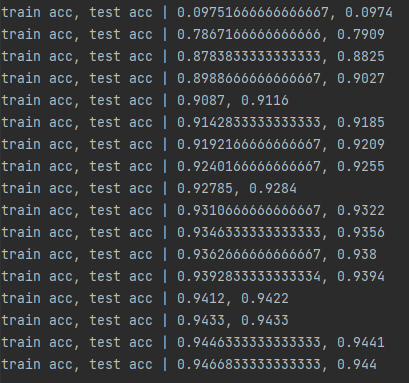 train acc, test acc | 0.09751666666666667, 0.0974
train acc, test acc | 0.7867166666666666, 0.7909
train acc, test acc | 0.8783833333333333, 0.8825
train acc, test acc | 0.8988666666666667, 0.9027
train acc, test acc | 0.9087, 0.9116
train acc, test acc | 0.9142833333333333, 0.9185
train acc, test acc | 0.9192166666666667, 0.9209
train acc, test acc | 0.9240166666666667, 0.9255
train acc, test acc | 0.92785, 0.9284
train acc, test acc | 0.9310666666666667, 0.9322
train acc, test acc | 0.9346333333333333, 0.9356
train acc, test acc | 0.9362666666666667, 0.938
train acc, test acc | 0.9392833333333334, 0.9394
train acc, test acc | 0.9412, 0.9422
train acc, test acc | 0.9433, 0.9433
train acc, test acc | 0.9446333333333333, 0.9441
train acc, test acc | 0.9466833333333333, 0.944